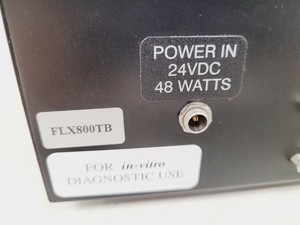 POWER IN
24VDC
48 WATTS
FLX800TB
FOR in-vitro
DIAGNOSTIC USE